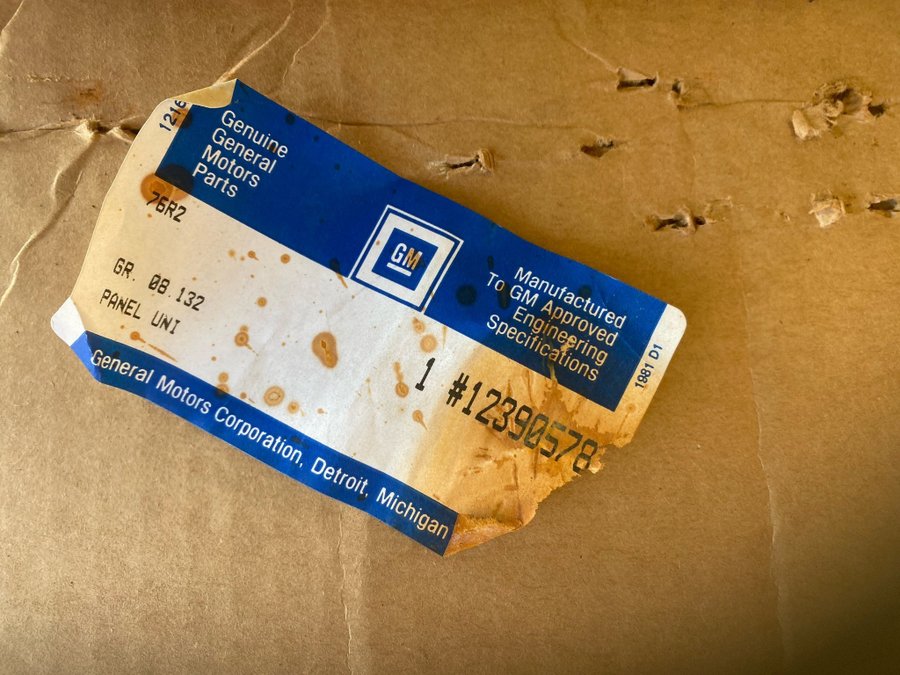 1216
Genuine
General
Motors
Parts
76R2
GM
Manufactured
To GM Approved
Engineering
Specifications
1981 D1
GR. 08.132
PANEL UNI
1 #12390578
General Motors Corporation, Detroit, Michigan